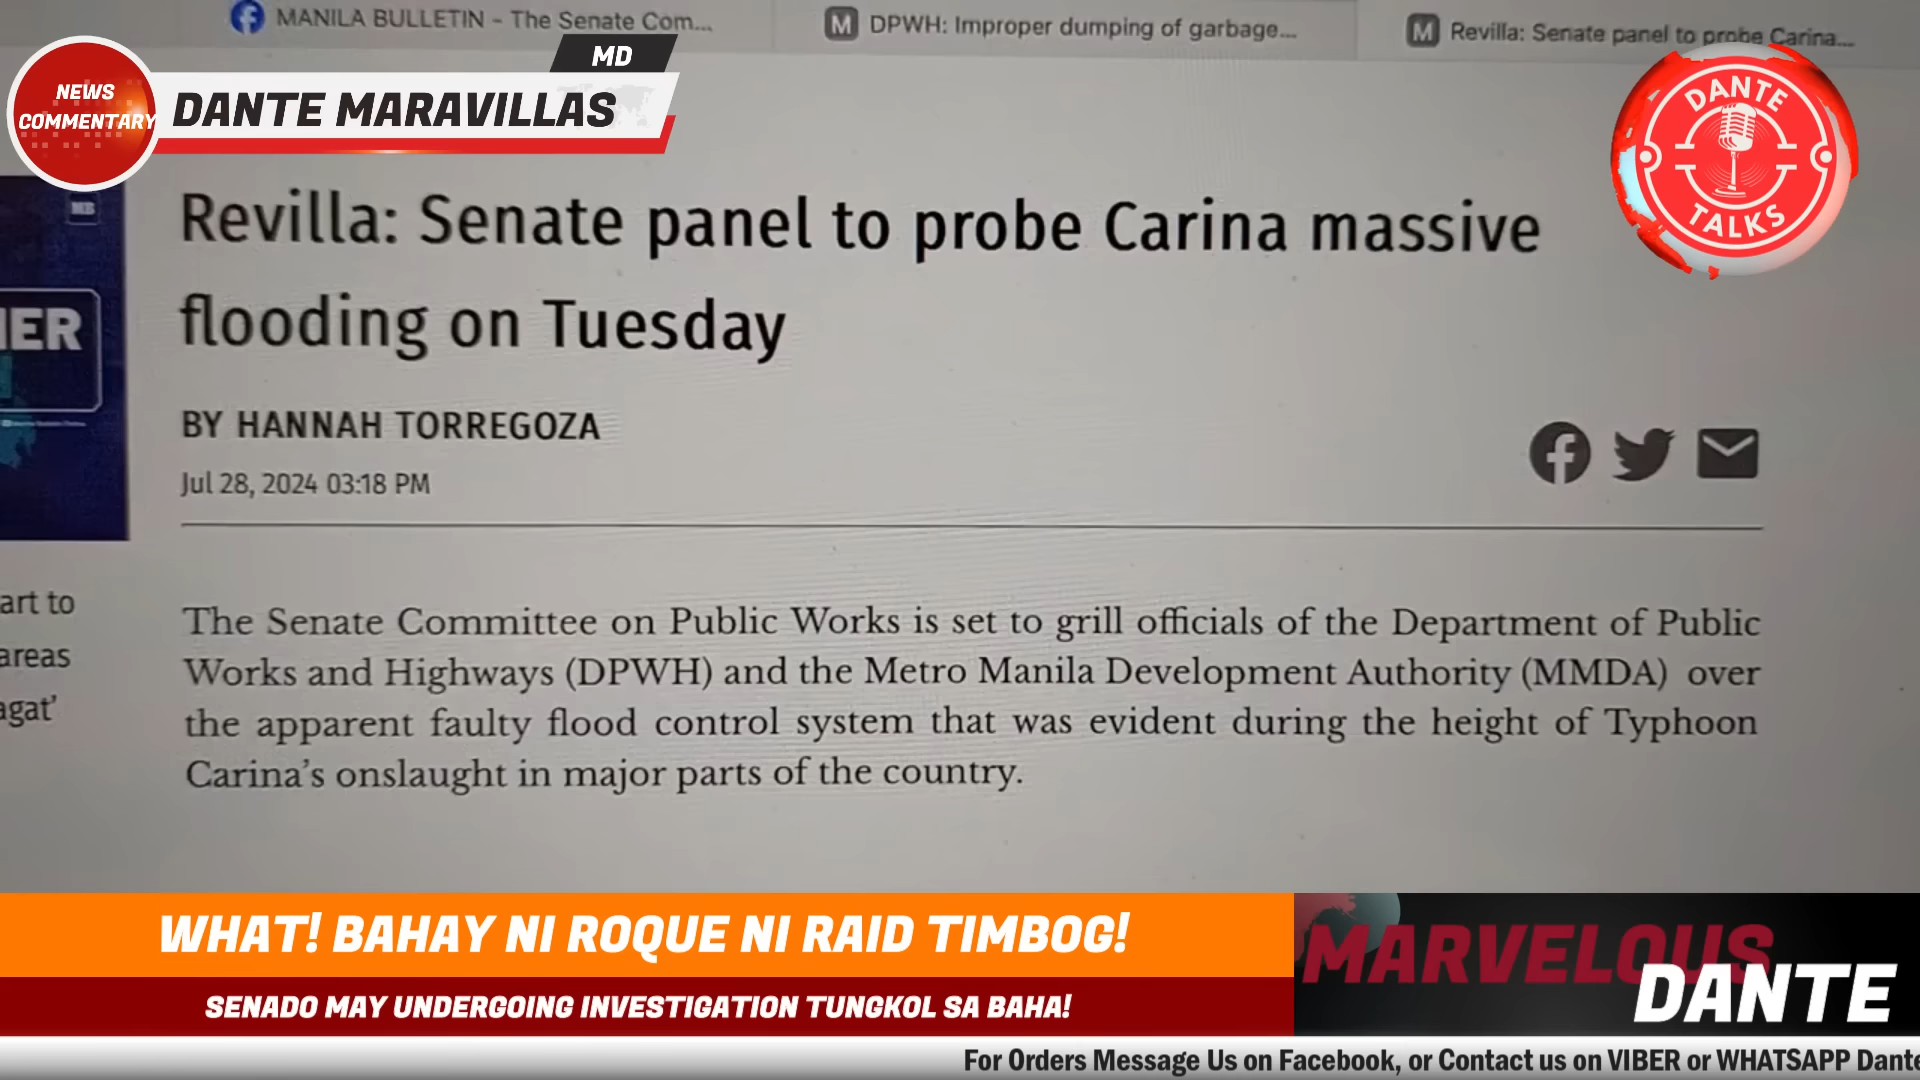 MANILA BULLETIN - The Senate Com...
DPWH: Improper dumping of garbage...
Revilla: Senate panel to probe Carina...
MD
NEWS
COMMENTARY
DANTE MARAVILLAS
DANTE
TALKS
MB
Revilla: Senate panel to probe Carina massive
flooding on Tuesday
IER
BY HANNAH TORREGOZA
Jul 28, 2024 03:18 PM
art to
areas
agat'
The Senate Committee on Public Works is set to grill officials of the Department of Public
Works and Highways (DPWH) and the Metro Manila Development Authority (MMDA) over
the apparent faulty flood control system that was evident during the height of Typhoon
Carina's onslaught in major parts of the country.
WHAT! BAHAY NI ROQUE NI RAID TIMBOG!
SENADO MAY UNDERGOING INVESTIGATION TUNGKOL SA BAHA!
MARVELOUS
DANTE
For Orders Message Us on Facebook, or Contact us on VIBER or WHATSAPP Dante